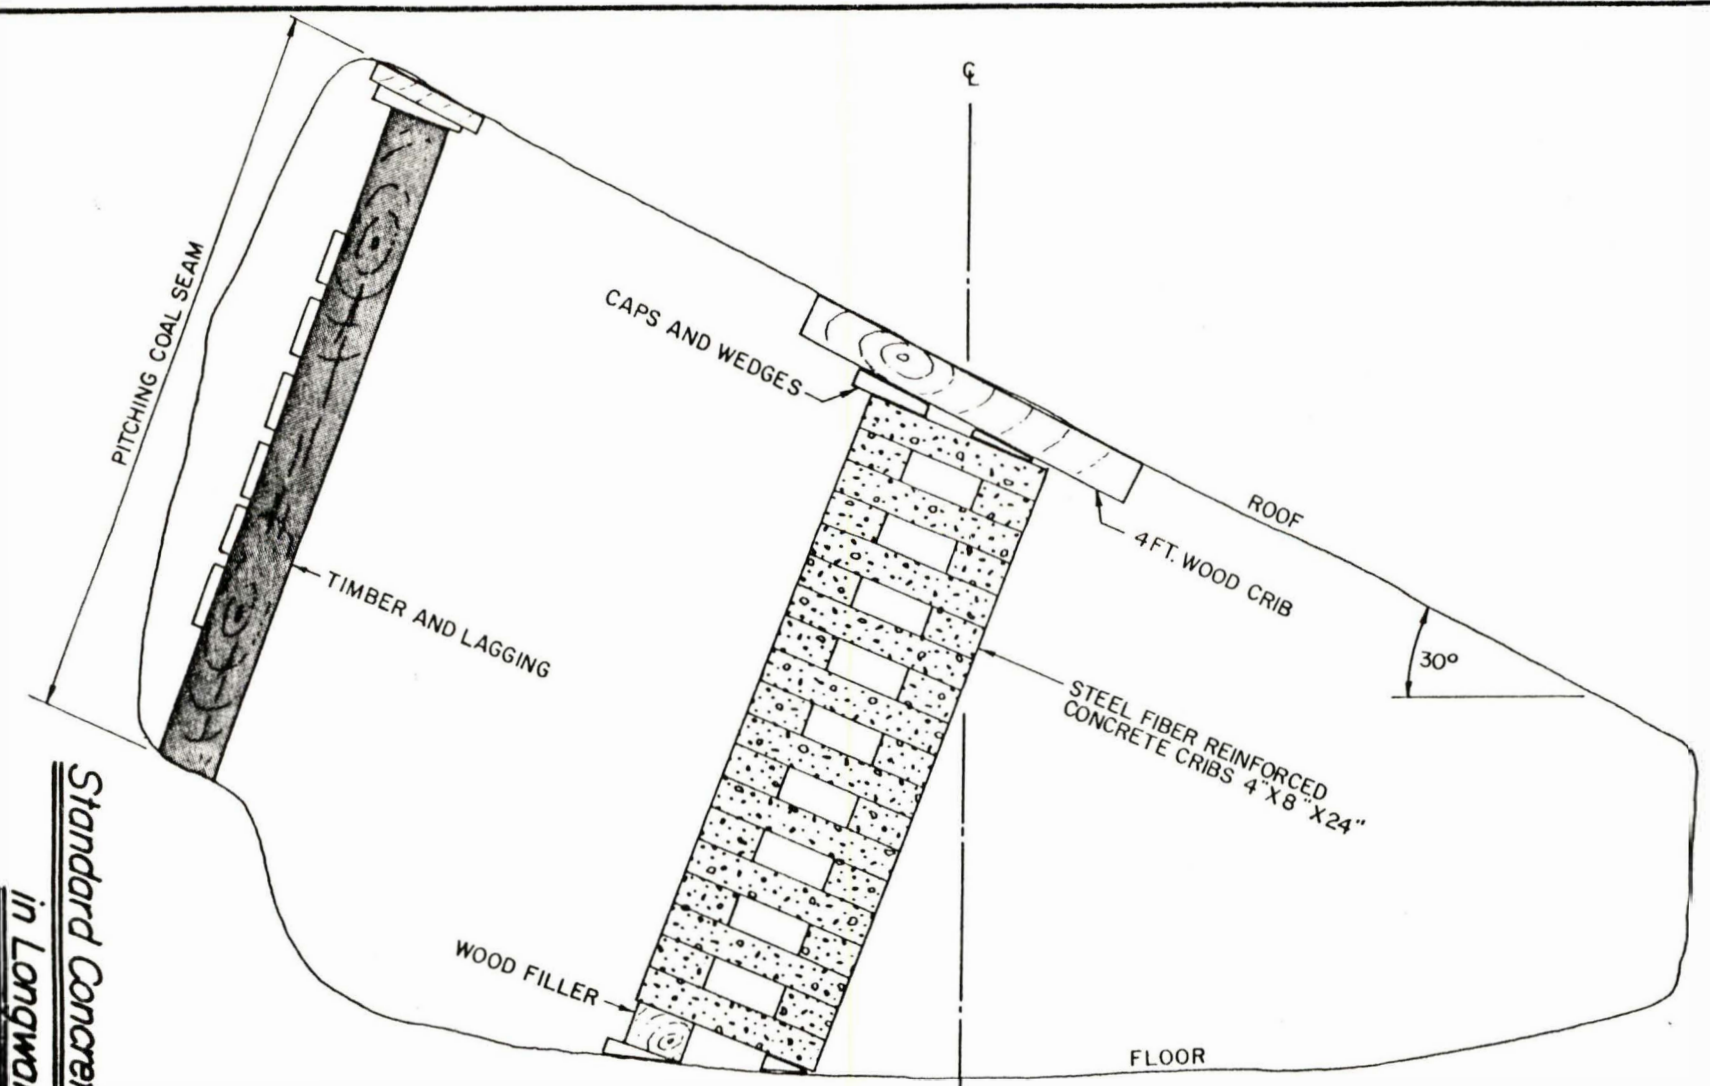 ℄
PITCHING COAL SEAM
CAPS AND WEDGES
ROOF
4 FT. WOOD CRIB
30°
TIMBER AND LAGGING
STEEL FIBER REINFORCED
CONCRETE CRIBS 4"X8"X24"
WOOD FILLER
FLOOR
Standard Concre
in Longwa